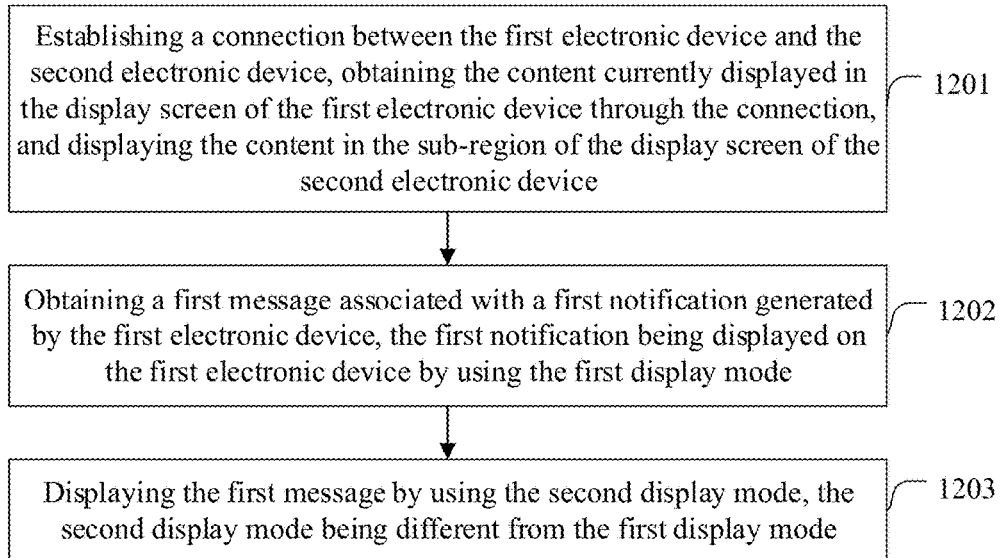 Establishing a connection between the first electronic device and the
second electronic device, obtaining the content currently displayed in
the display screen of the first electronic device through the connection,
and displaying the content in the sub-region of the display screen of the
second electronic device
1201
Obtaining a first message associated with a first notification generated
by the first electronic device, the first notification being displayed on
the first electronic device by using the first display mode
1202
Displaying the first message by using the second display mode, the
second display mode being different from the first display mode
1203